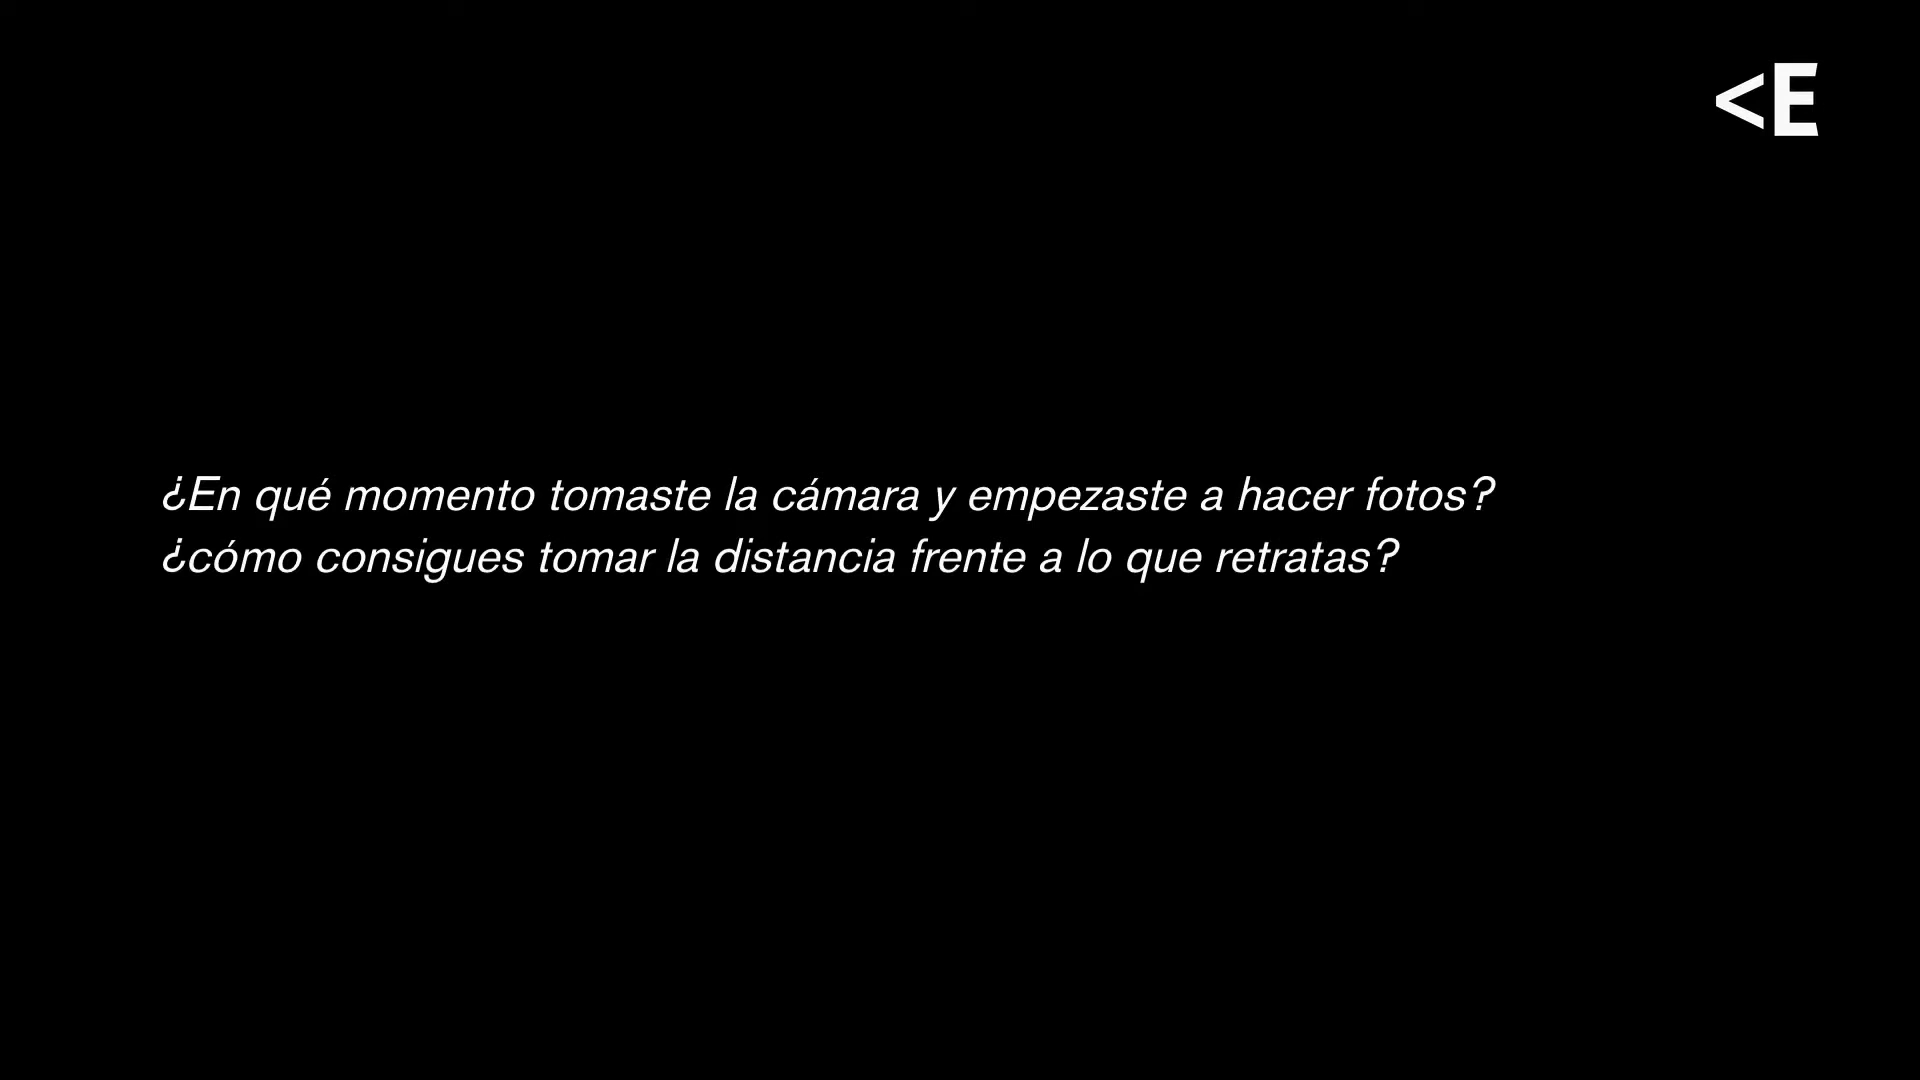 <E
¿En qué momento tomaste la cámara y empezaste a hacer fotos?
¿cómo consigues tomar la distancia frente a lo que retratas?